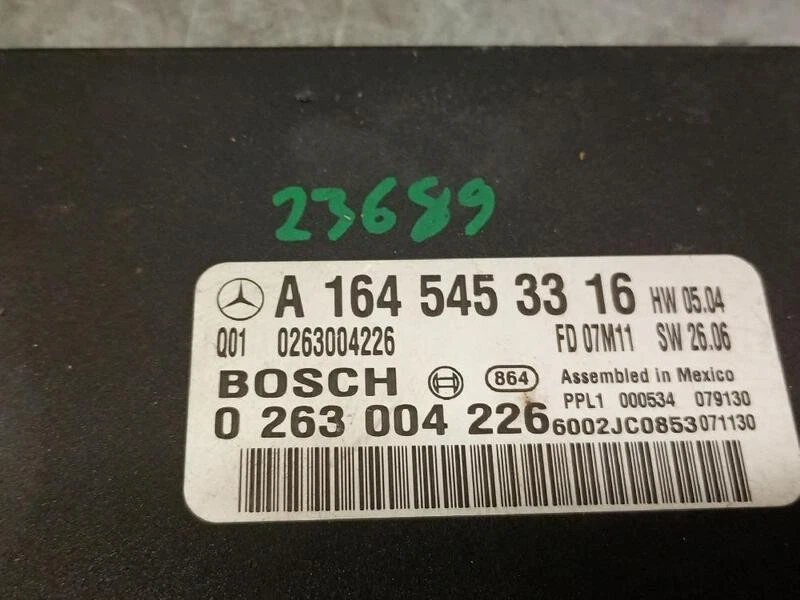 23689
A 164 545 33 16 HW 05.04
Q01 0263004226 FD 07M11 SW 26.06
BOSCH 864 Assembled in Mexico
PPL1 000534 079130
0 263 004 226 6002JC0853071130